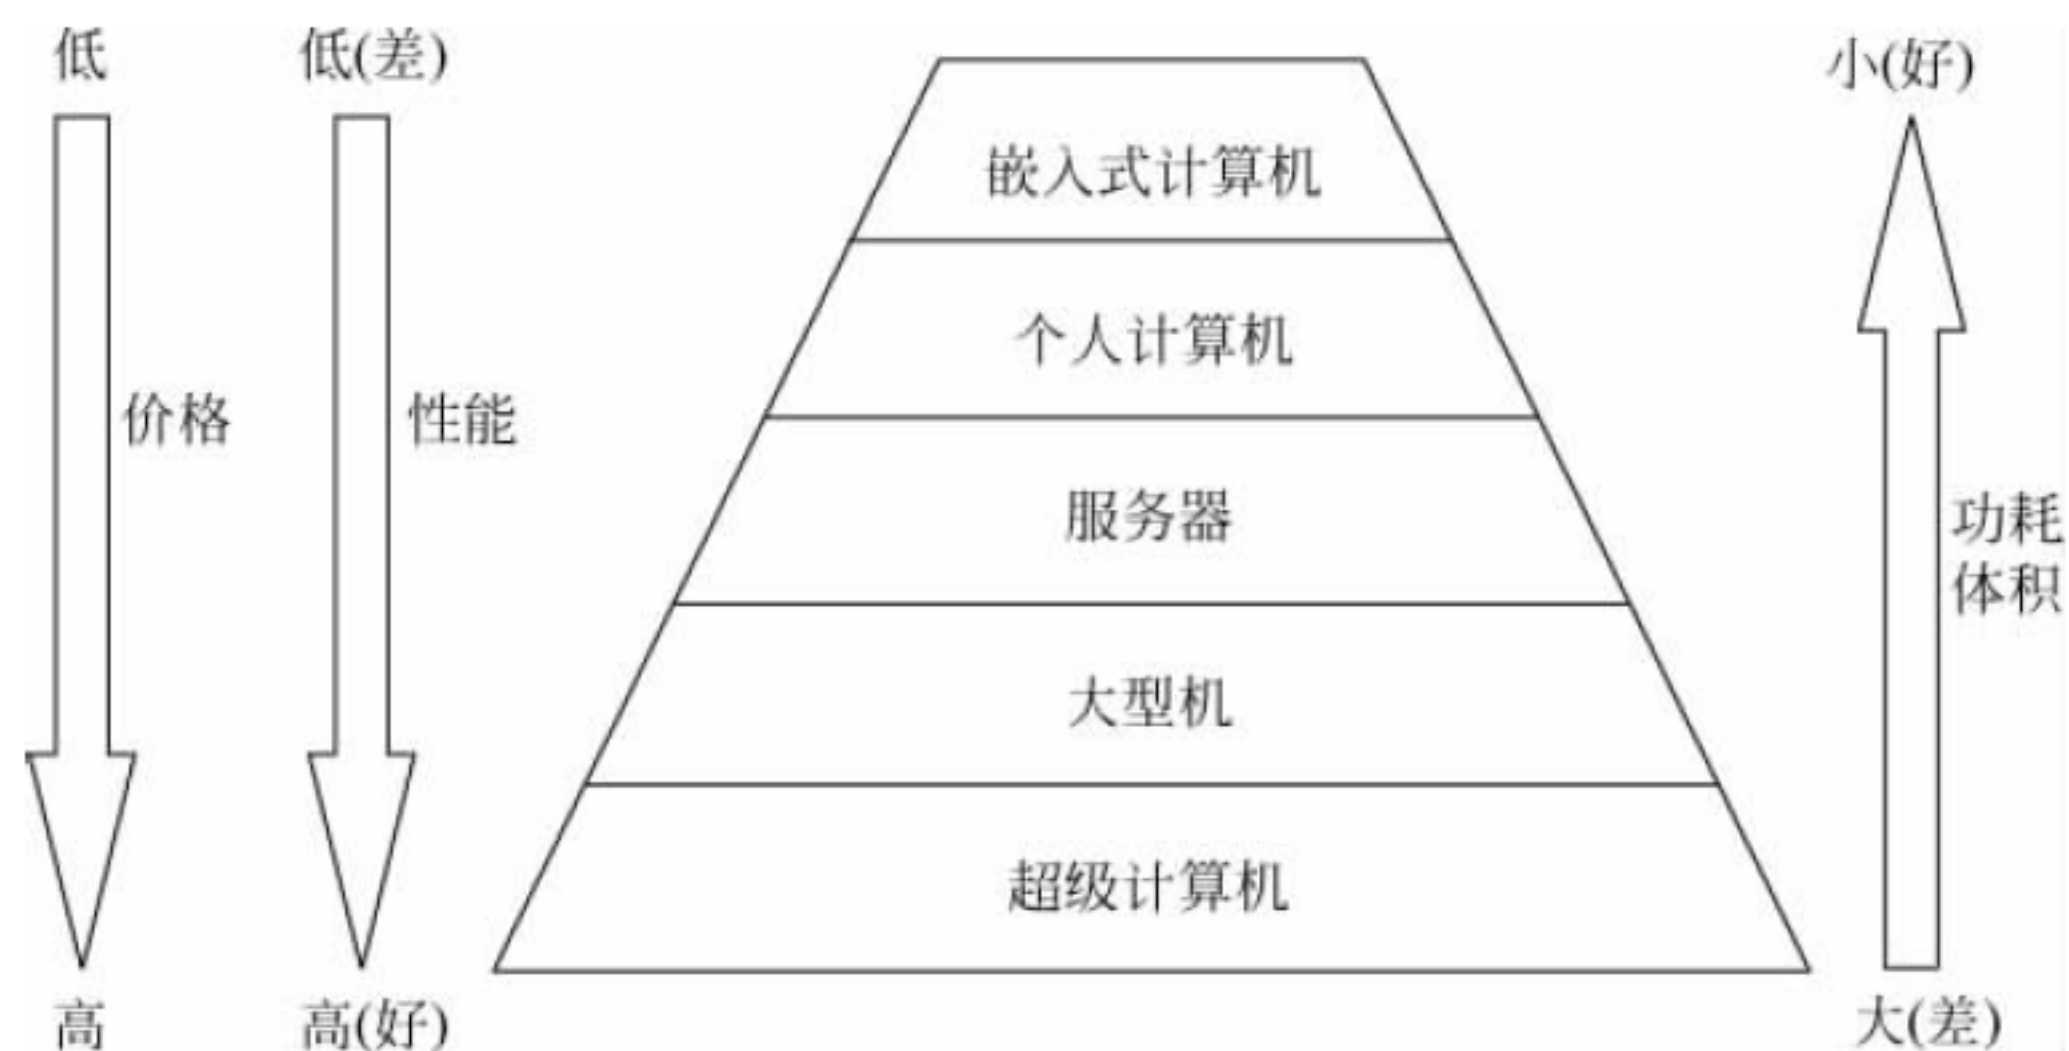 低
低(差)
小(好)
嵌入式计算机
个人计算机
价格
性能
服务器
功耗
体积
大型机
超级计算机
高
高(好)
大(差)